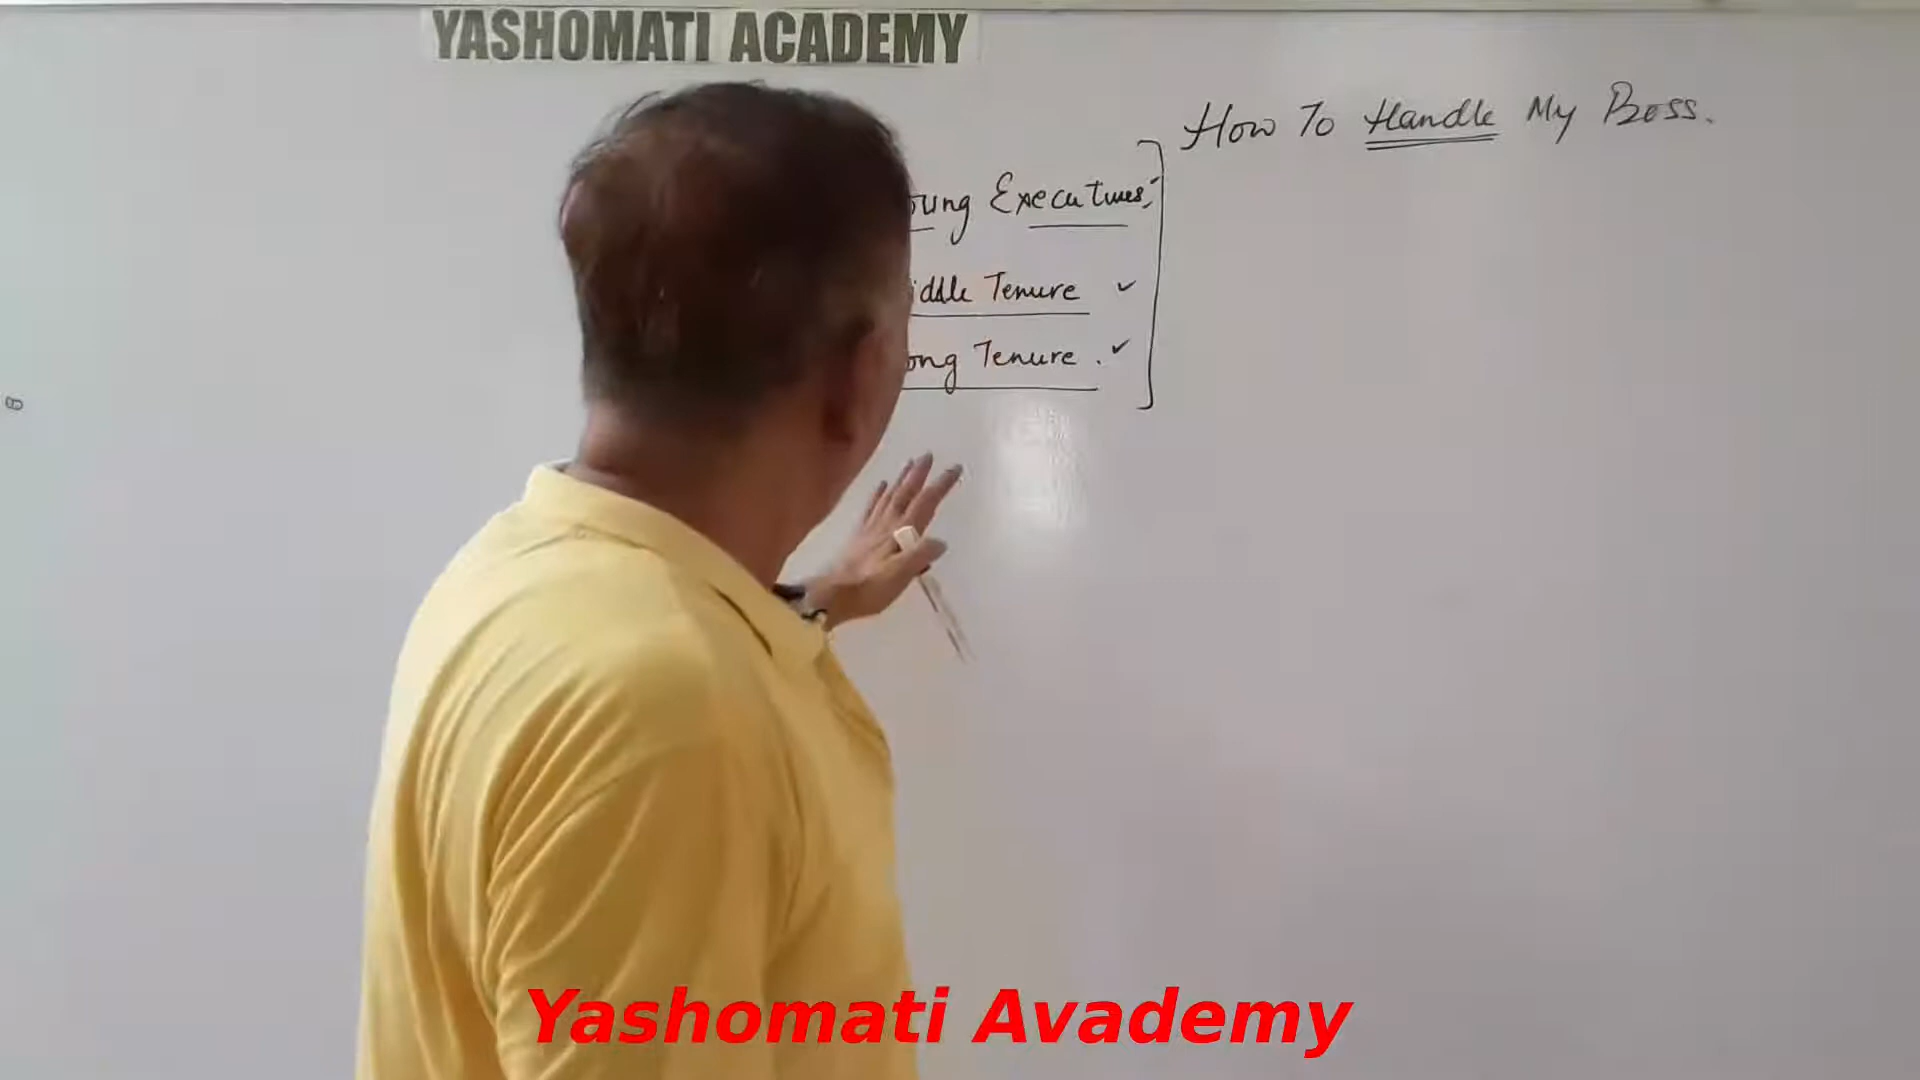 YASHOMATI ACADEMY
How To Handle My Boss.
oung Executives,
iddle Tenure ✓
ong Tenure . ✓
Yashomati Avademy